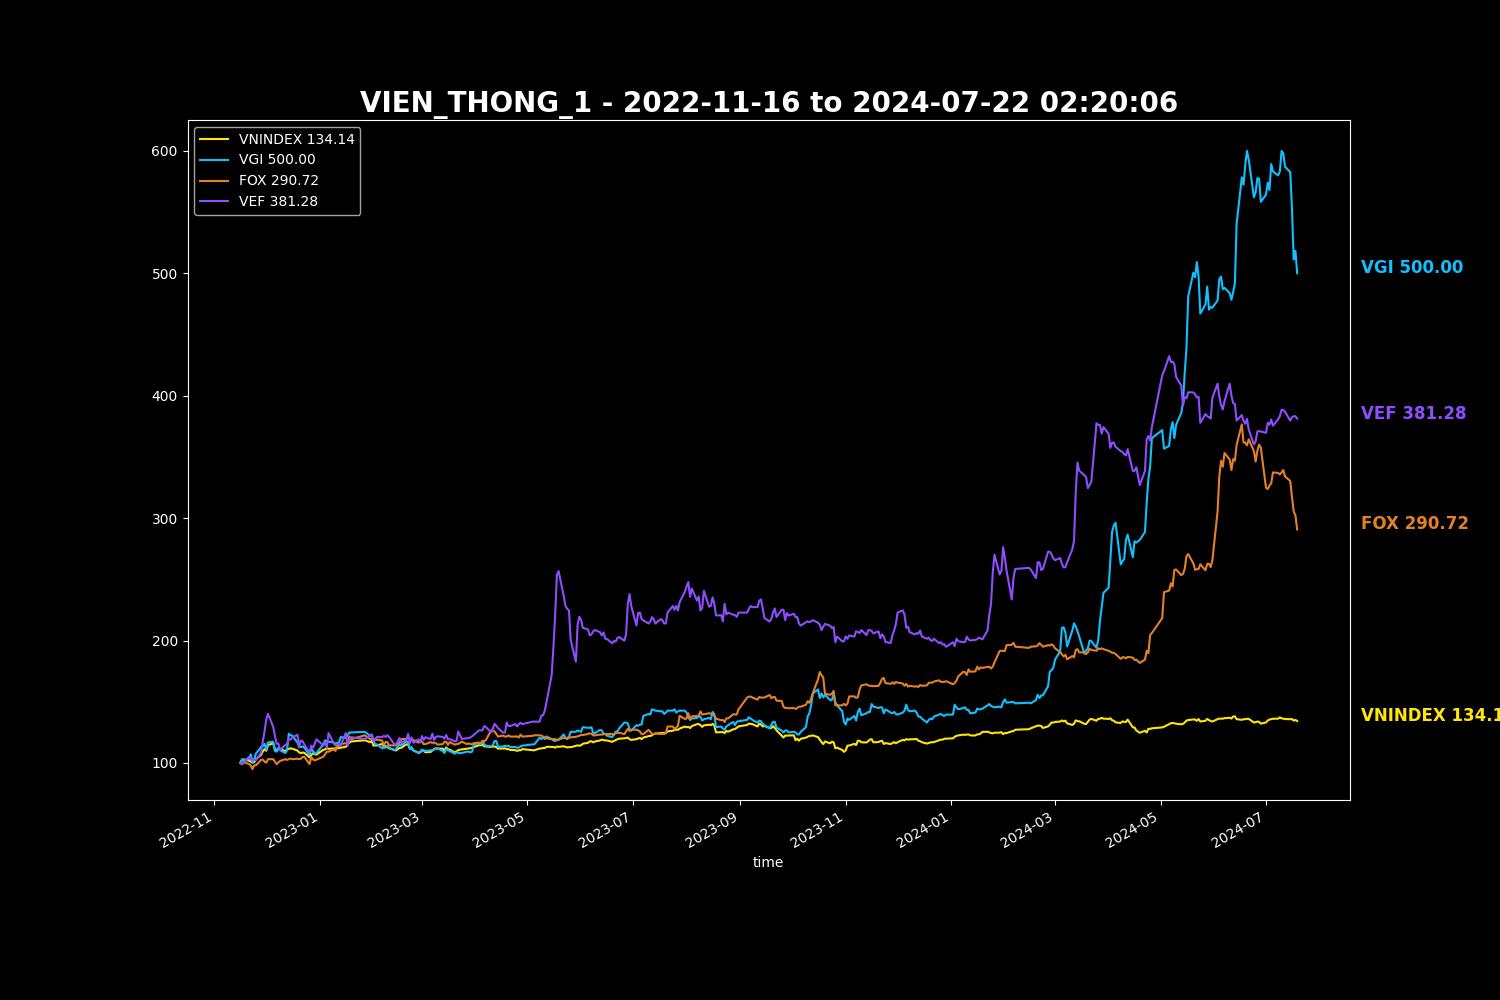 VIEN_THONG_1 - 2022-11-16 to 2024-07-22 02:20:06
VNINDEX 134.14
VGI 500.00
FOX 290.72
VEF 381.28
600
500
400
300
200
100
VGI 500.00
VEF 381.28
FOX 290.72
VNINDEX 134.1
2022-11
2023-01
2023-03
2023-05
2023-07
2023-09
2023-11
2024-01
2024-03
2024-05
2024-07
time